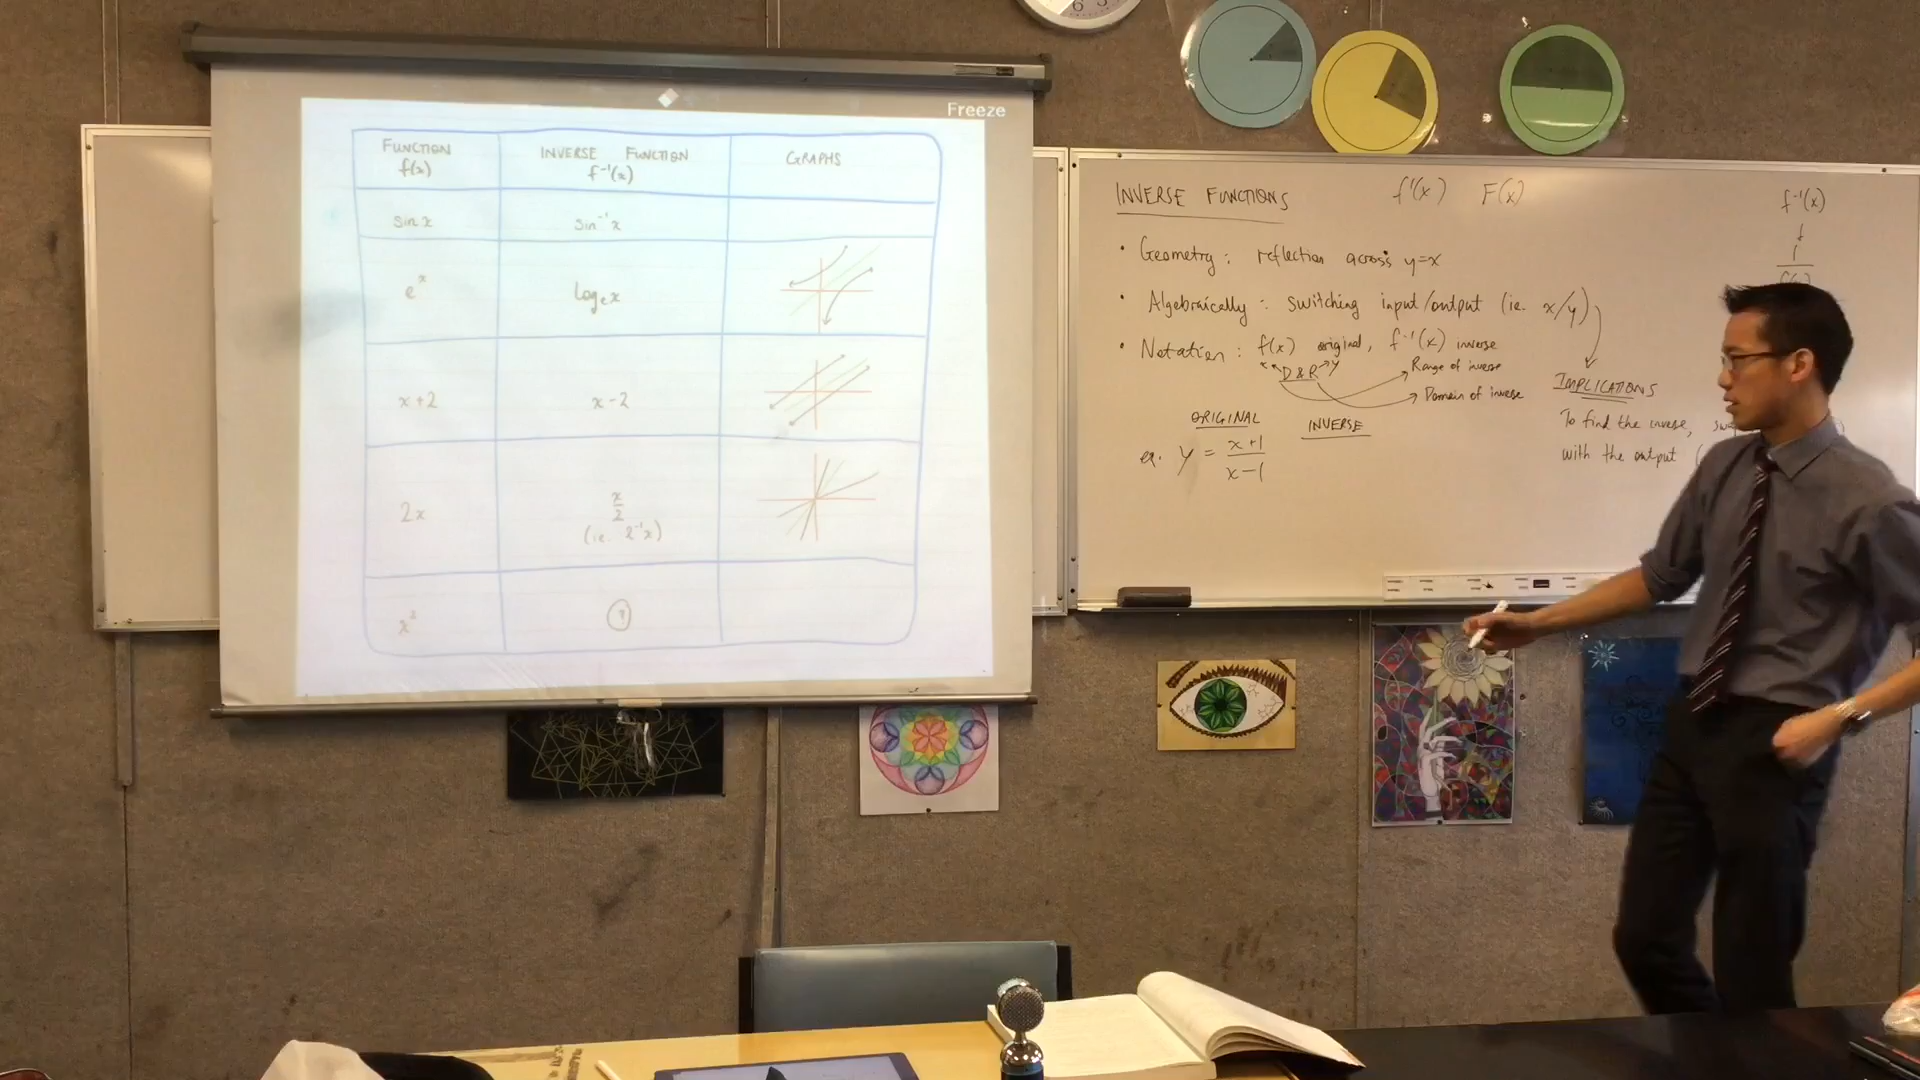 Freeze
FUNCTION f(x)
INVERSE FUNCTION f⁻¹(x)
GRAPHS
sin x
sin⁻¹ x
eˣ
logₑx
x+2
x-2
2x
x/2
(ie. 2⁻¹x)
x²
?
INVERSE FUNCTIONS
f'(x) F(x)
f⁻¹(x)
↓
1
• Geometry: reflection across y=x
• Algebraically: switching input/output (ie. x/y)
• Notation: f(x) original, f⁻¹(x) inverse
x D & R y
Range of inverse
Domain of inverse
IMPLICATIONS
To find the inverse,
with the output
ORIGINAL
INVERSE
eg. y = x+1/x-1